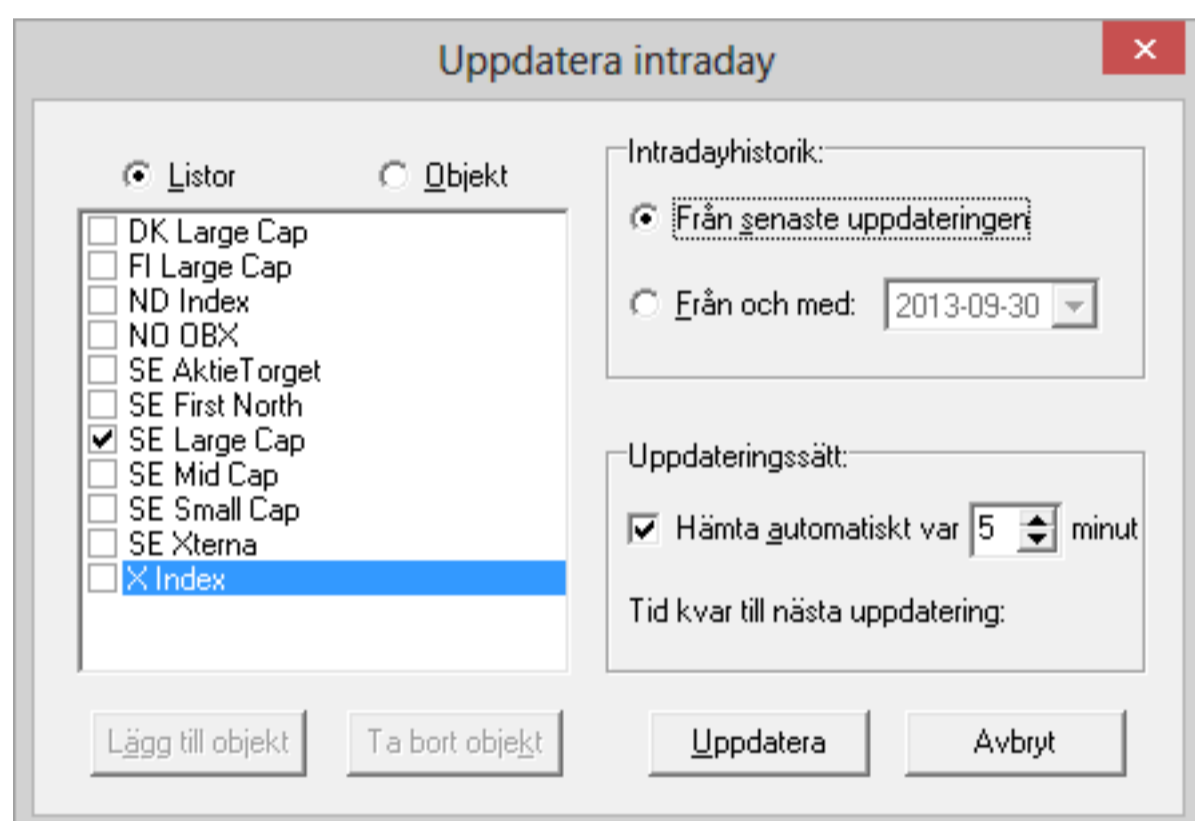 Uppdatera intraday
Listor
Objekt
DK Large Cap
FI Large Cap
ND Index
NO OBX
SE AktieTorget
SE First North
SE Large Cap
SE Mid Cap
SE Small Cap
SE Xterna
X Index
Lägg till objekt
Ta bort objekt
Intradayhistorik:
Från senaste uppdateringen
Från och med: 2013-09-30
Uppdateringssätt:
Hämta automatiskt var 5 minut
Tid kvar till nästa uppdatering:
Uppdatera
Avbryt